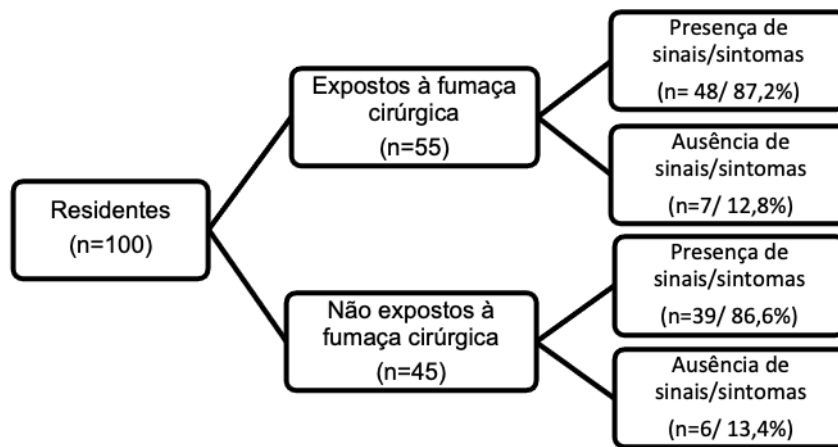 Residentes
(n=100)
Expostos à fumaça
cirúrgica
(n=55)
Presença de
sinais/sintomas
(n= 48/ 87,2%)
Ausência de
sinais/sintomas
(n=7/ 12,8%)
Não expostos à
fumaça cirúrgica
(n=45)
Presença de
sinais/sintomas
(n=39/ 86,6%)
Ausência de
sinais/sintomas
(n=6/ 13,4%)